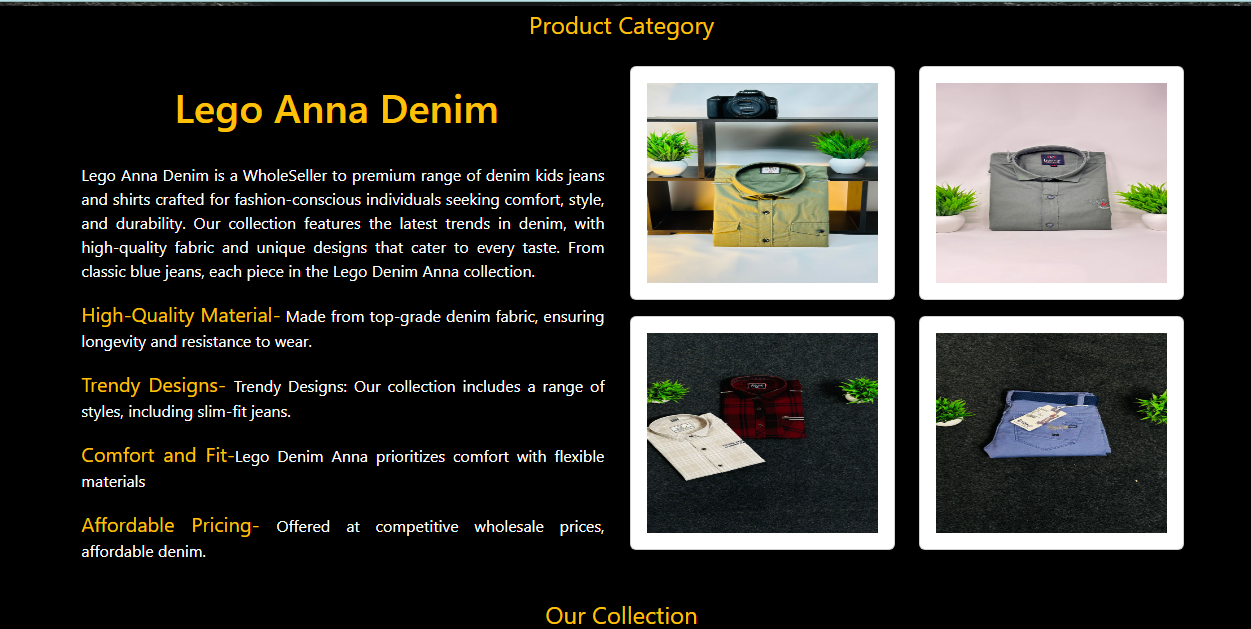 Product Category
Lego Anna Denim
Lego Anna Denim is a WholeSeller to premium range of denim kids jeans
and shirts crafted for fashion-conscious individuals seeking comfort, style,
and durability. Our collection features the latest trends in denim, with
high-quality fabric and unique designs that cater to every taste. From
classic blue jeans, each piece in the Lego Denim Anna collection.
High-Quality Material- Made from top-grade denim fabric, ensuring
longevity and resistance to wear.
Trendy Designs- Trendy Designs: Our collection includes a range of
styles, including slim-fit jeans.
Comfort and Fit-Lego Denim Anna prioritizes comfort with flexible
materials
Affordable Pricing- Offered at competitive wholesale prices,
affordable denim.
Our Collection